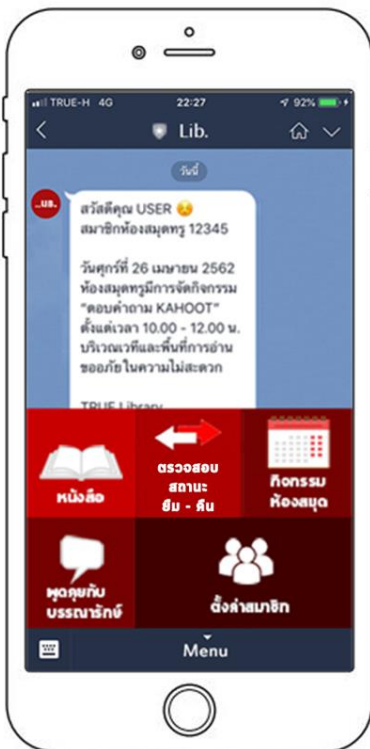 TRUE-H 4G 22:27 92%
Lib.
วันนี้
..บธ.
สวัสดีคุณ USER
สมาชิกห้องสมุดทรู 12345
วันศุกร์ที่ 26 เมษายน 2562
ห้องสมุดทรูมีการจัดกิจกรรม
“ตอบคำถาม KAHOOT”
ตั้งแต่เวลา 10.00 - 12.00 น.
บริเวณเวทีและพื้นที่การอ่าน
ขออภัยในความไม่สะดวก
TRUE Library
หนังสือ
ตรวจสอบ
สถานะ
ยืม - คืน
กิจกรรม
ห้องสมุด
พูดคุยกับ
บรรณารักษ์
ตั้งค่าสมาชิก
Menu